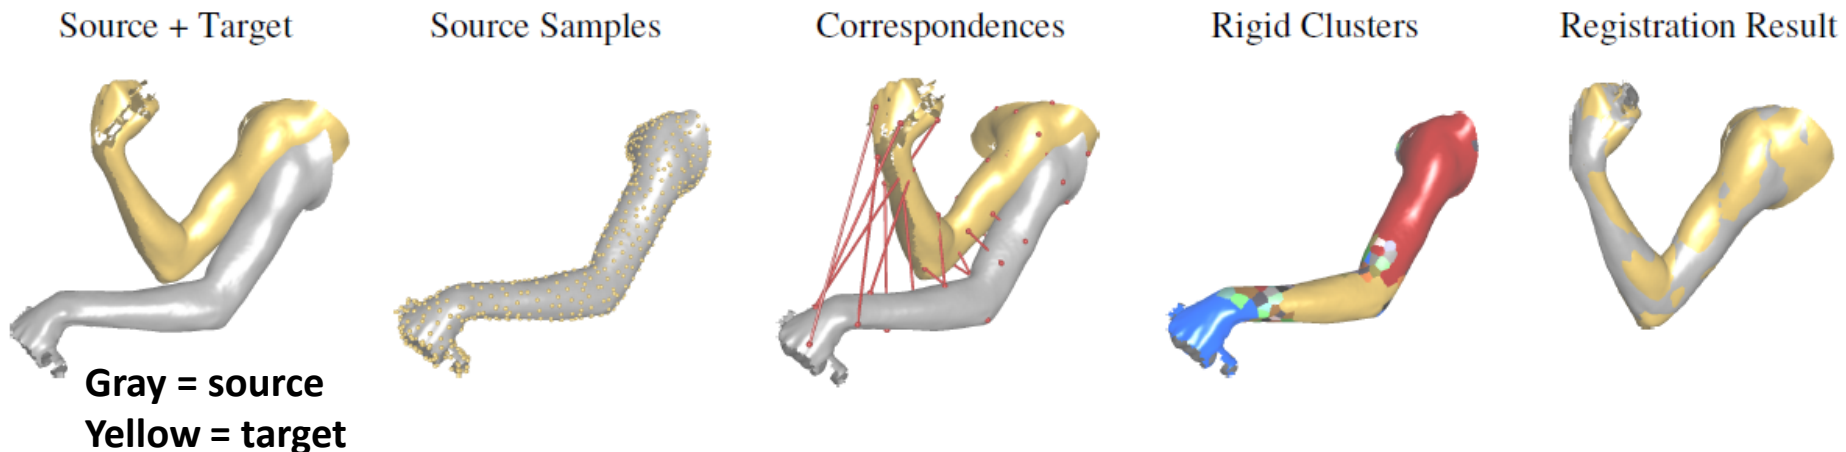 Source + Target
Source Samples
Correspondences
Rigid Clusters
Registration Result
Gray = source
Yellow = target